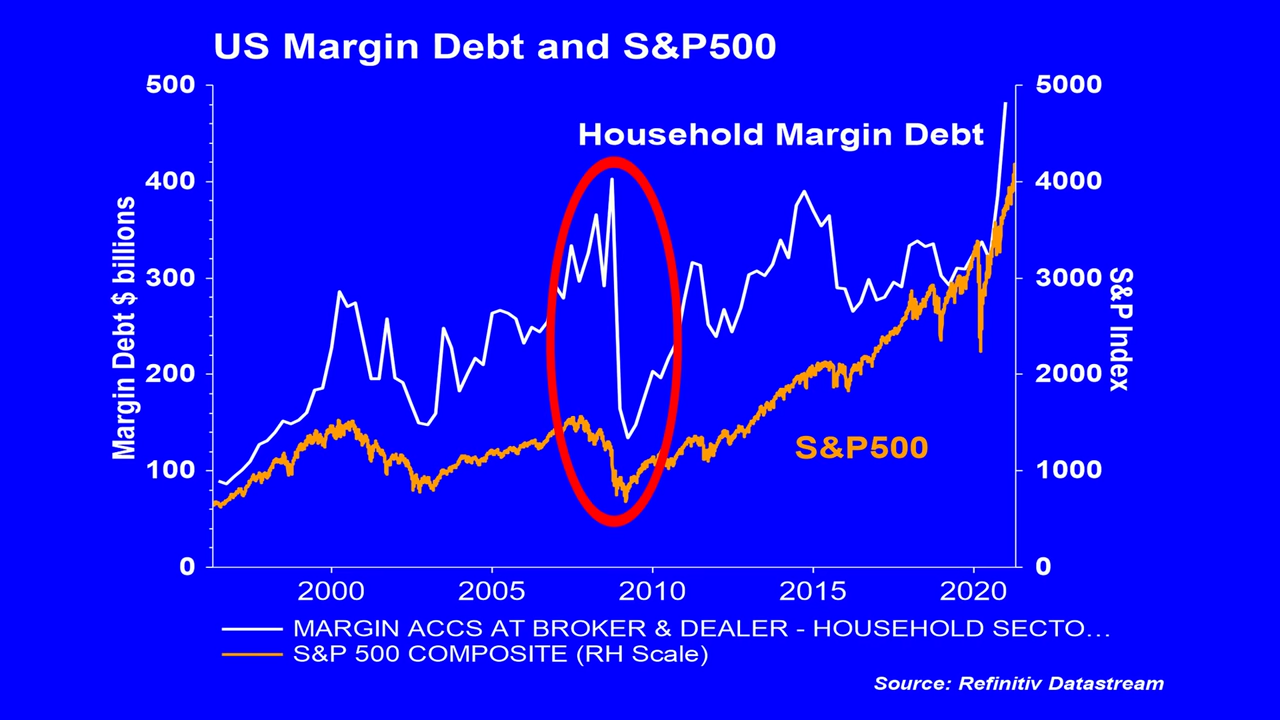 US Margin Debt and S&P500
500
5000
Household Margin Debt
400
4000
Margin Debt $ billions
300
3000
S&P Index
200
2000
S&P500
100
1000
0
0
2000
2005
2010
2015
2020
MARGIN ACCS AT BROKER & DEALER - HOUSEHOLD SECTO...
S&P 500 COMPOSITE (RH Scale)
Source: Refinitiv Datastream